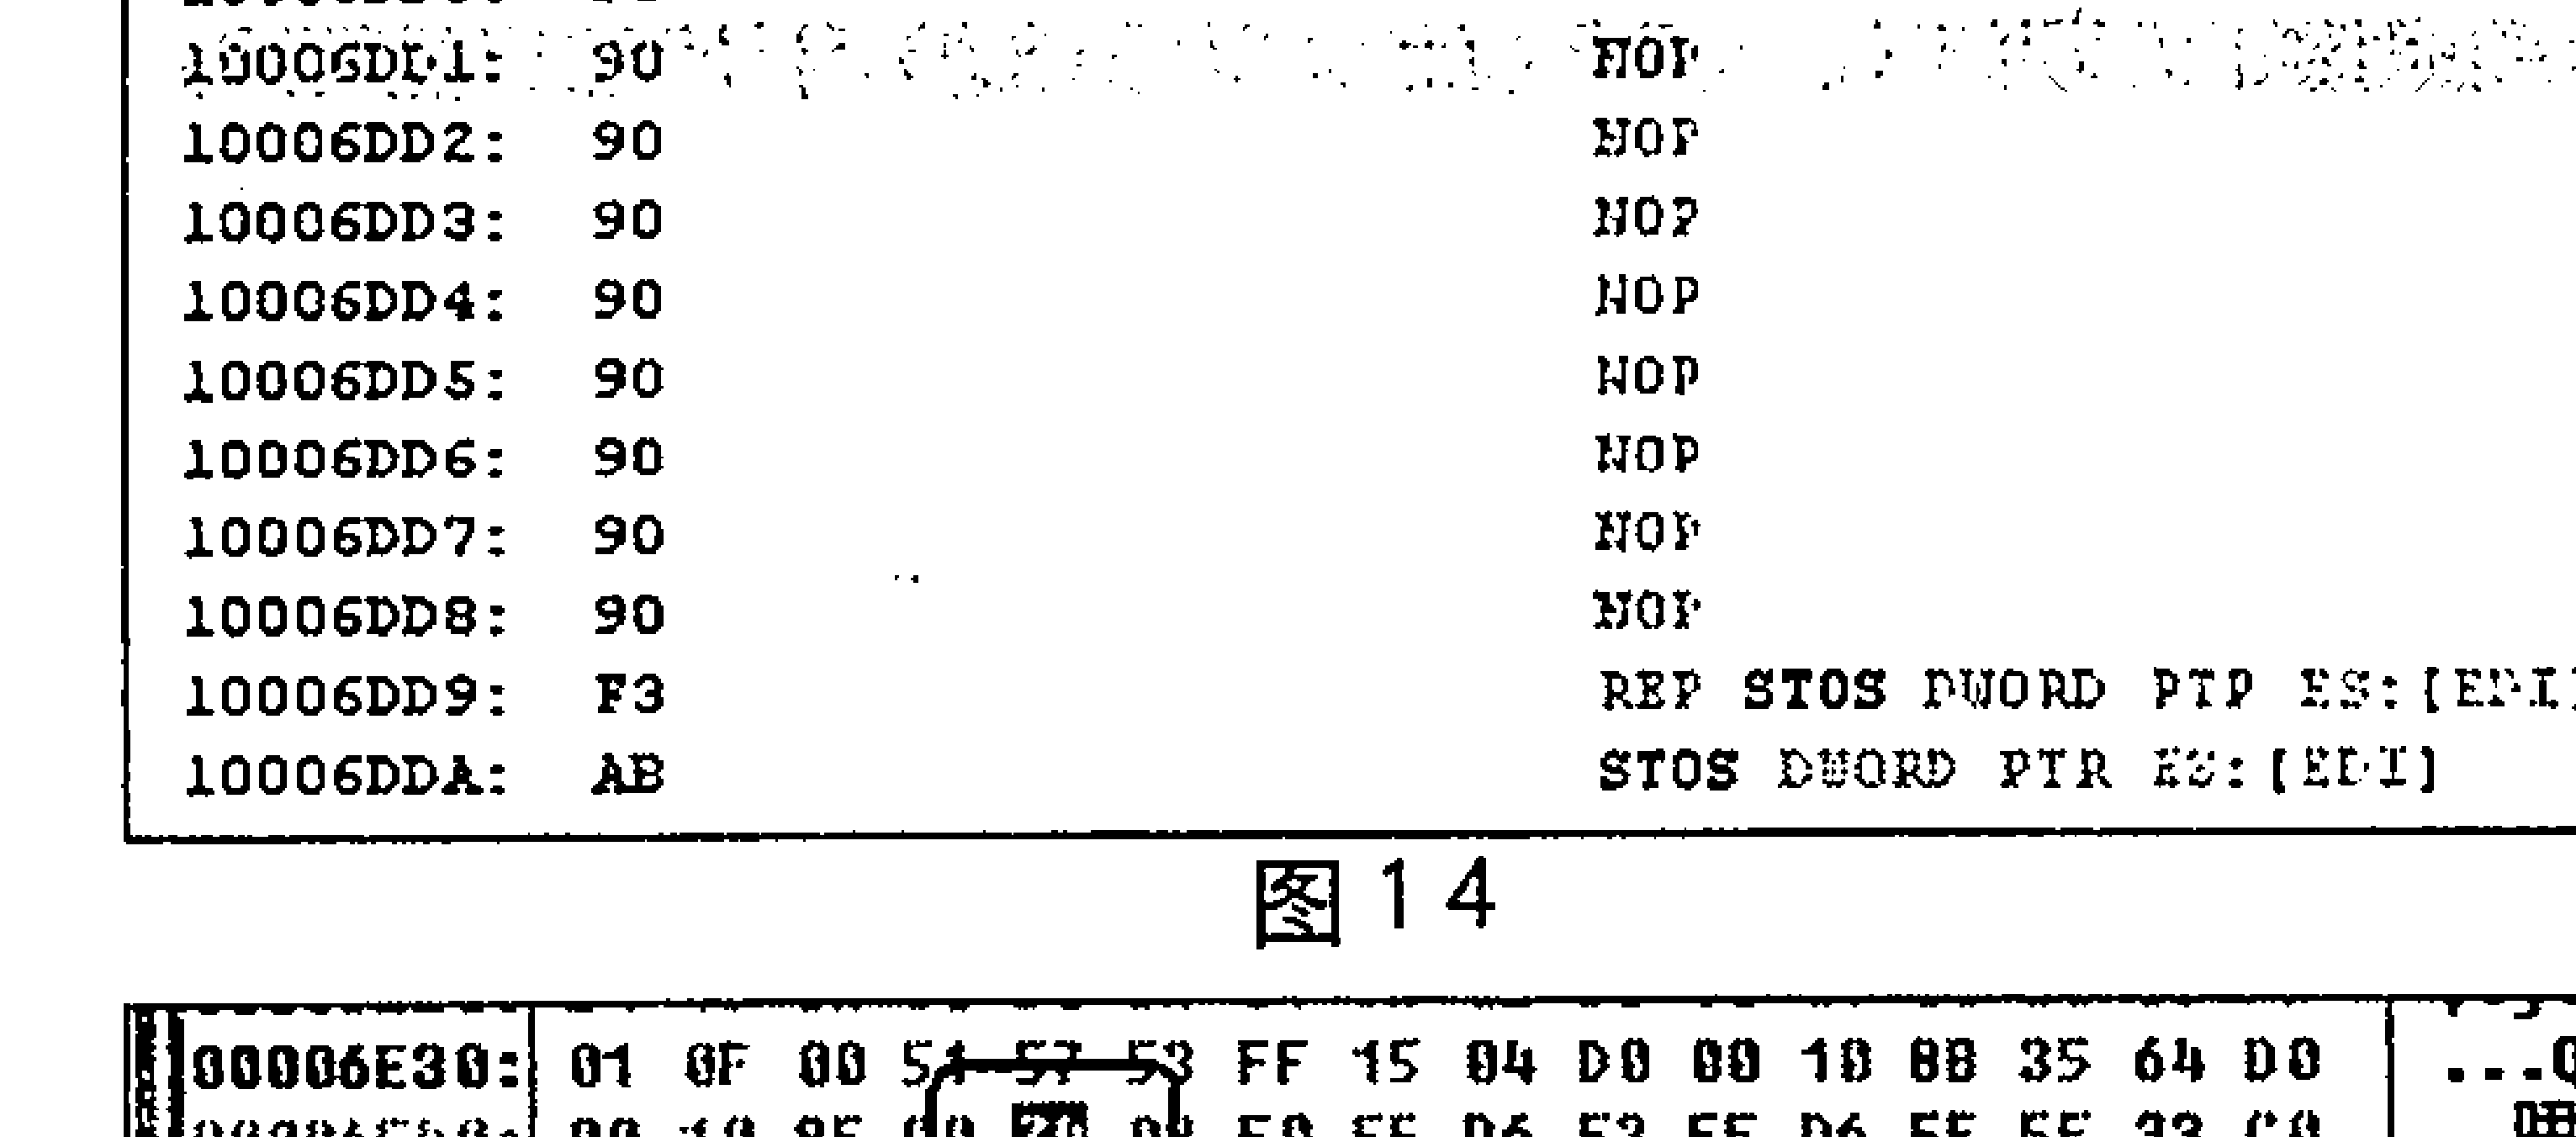 10006DD1: 90 NOP
10006DD2: 90 NOP
10006DD3: 90 NOP
10006DD4: 90 NOP
10006DD5: 90 NOP
10006DD6: 90 NOP
10006DD7: 90 NOP
10006DD8: 90 NOP
10006DD9: F3 REP STOS DWORD PTR ES:[EDI]
10006DDA: AB STOS DWORD PTR ES:[EDI]
图14
00006E30: 01 0F 00 51 57 53 FF 15 04 D0 00 10 8B 35 64 D0 ...Q